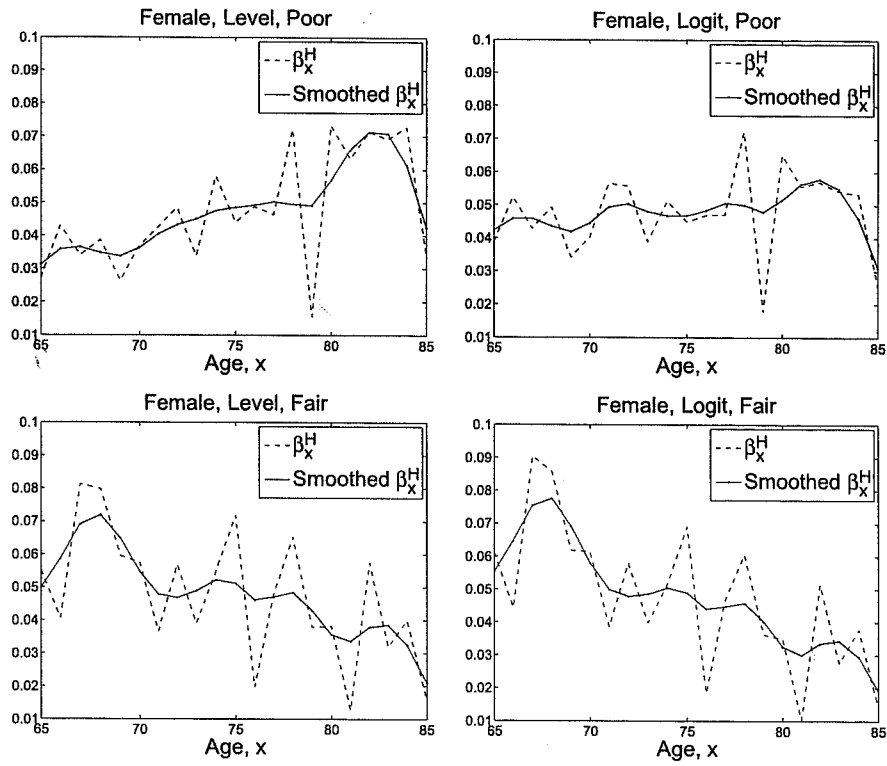 Female, Level, Poor
0.1
0.09
0.08
0.07
0.06
0.05
0.04
0.03
0.02
0.01
65 70 75 80 85
β_x^H
Smoothed β_x^H
Age, x
Female, Logit, Poor
0.1
0.09
0.08
0.07
0.06
0.05
0.04
0.03
0.02
0.01
65 70 75 80 85
β_x^H
Smoothed β_x^H
Age, x
Female, Level, Fair
0.1
0.09
0.08
0.07
0.06
0.05
0.04
0.03
0.02
0.01
65 70 75 80 85
β_x^H
Smoothed β_x^H
Age, x
Female, Logit, Fair
0.1
0.09
0.08
0.07
0.06
0.05
0.04
0.03
0.02
0.01
65 70 75 80 85
β_x^H
Smoothed β_x^H
Age, x